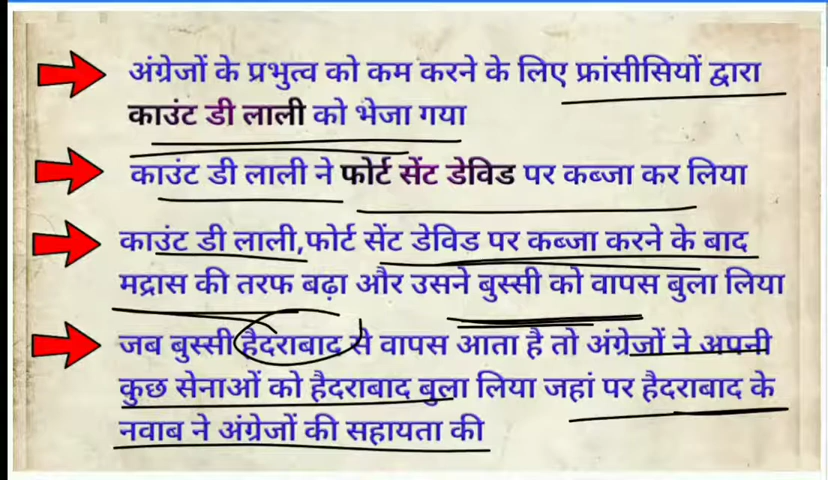 अंग्रेजों के प्रभुत्व को कम करने के लिए फ्रांसीसियों द्वारा
काउंट डी लाली को भेजा गया
काउंट डी लाली ने फोर्ट सेंट डेविड पर कब्जा कर लिया
काउंट डी लाली,फोर्ट सेंट डेविड पर कब्जा करने के बाद
मद्रास की तरफ बढ़ा और उसने बुस्सी को वापस बुला लिया
जब बुस्सी हैदराबाद से वापस आता है तो अंग्रेजों ने अपनी
कुछ सेनाओं को हैदराबाद बुला लिया जहां पर हैदराबाद के
नवाब ने अंग्रेजों की सहायता की